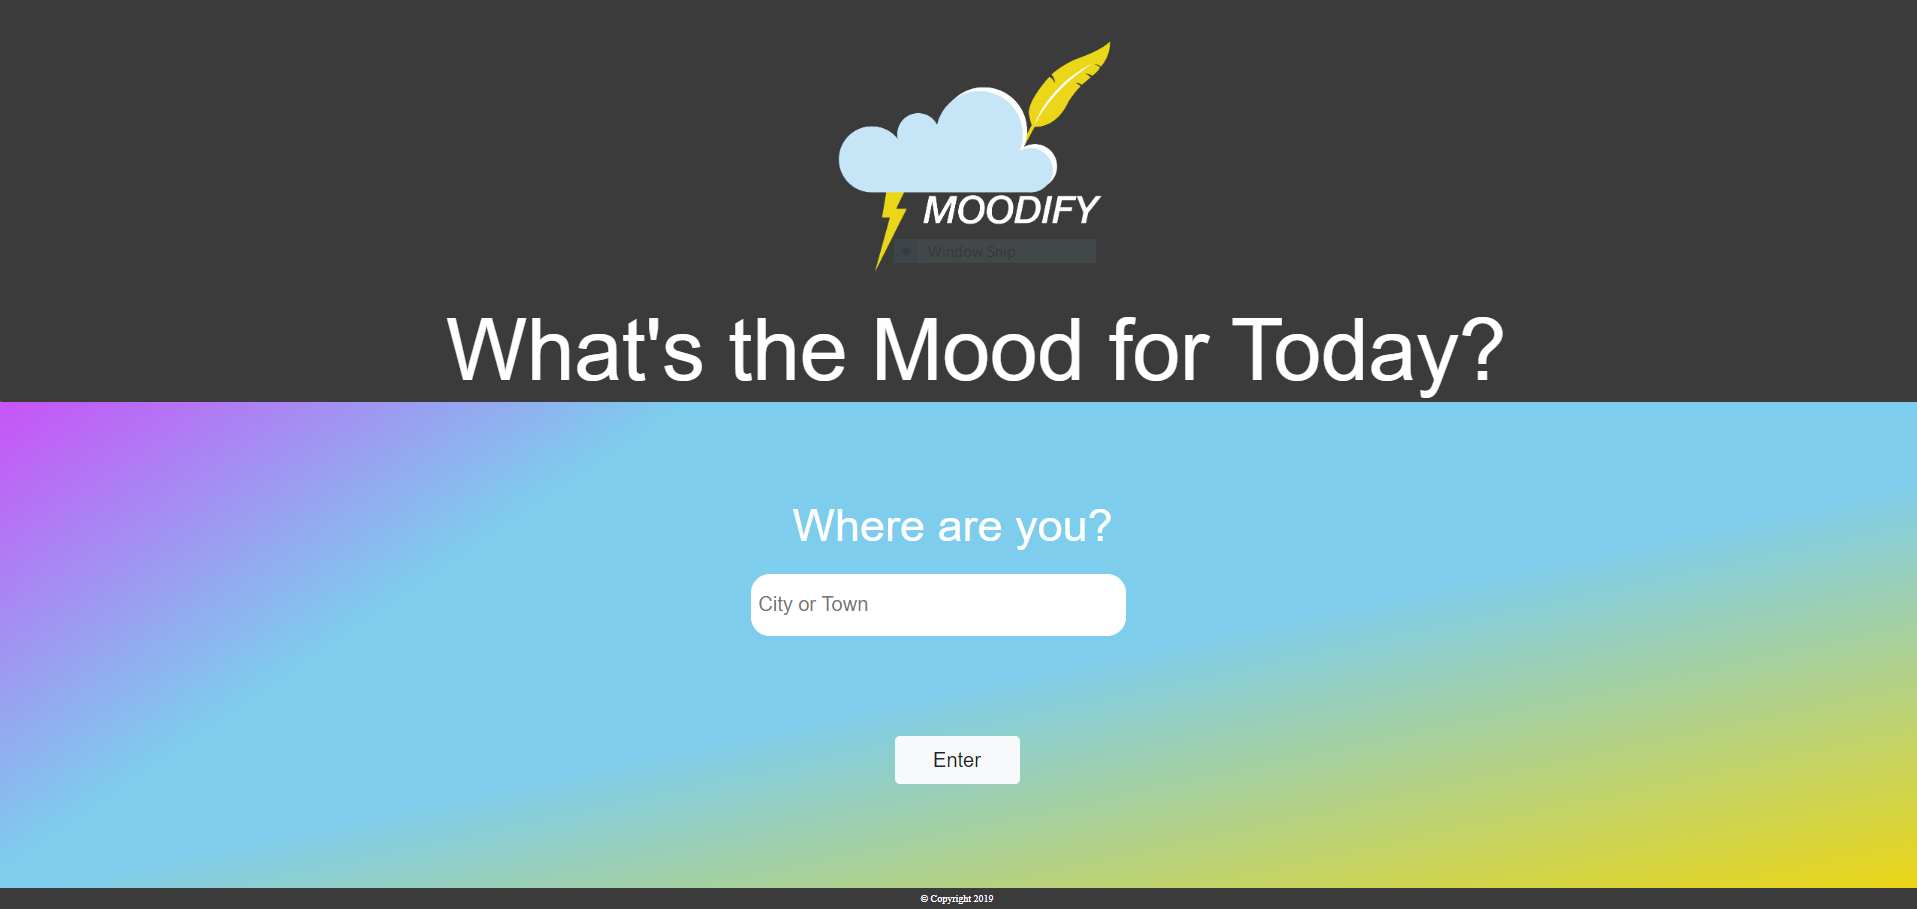 MOODIFY
Window Snip
What's the Mood for Today?
Where are you?
City or Town
Enter
© Copyright 2019